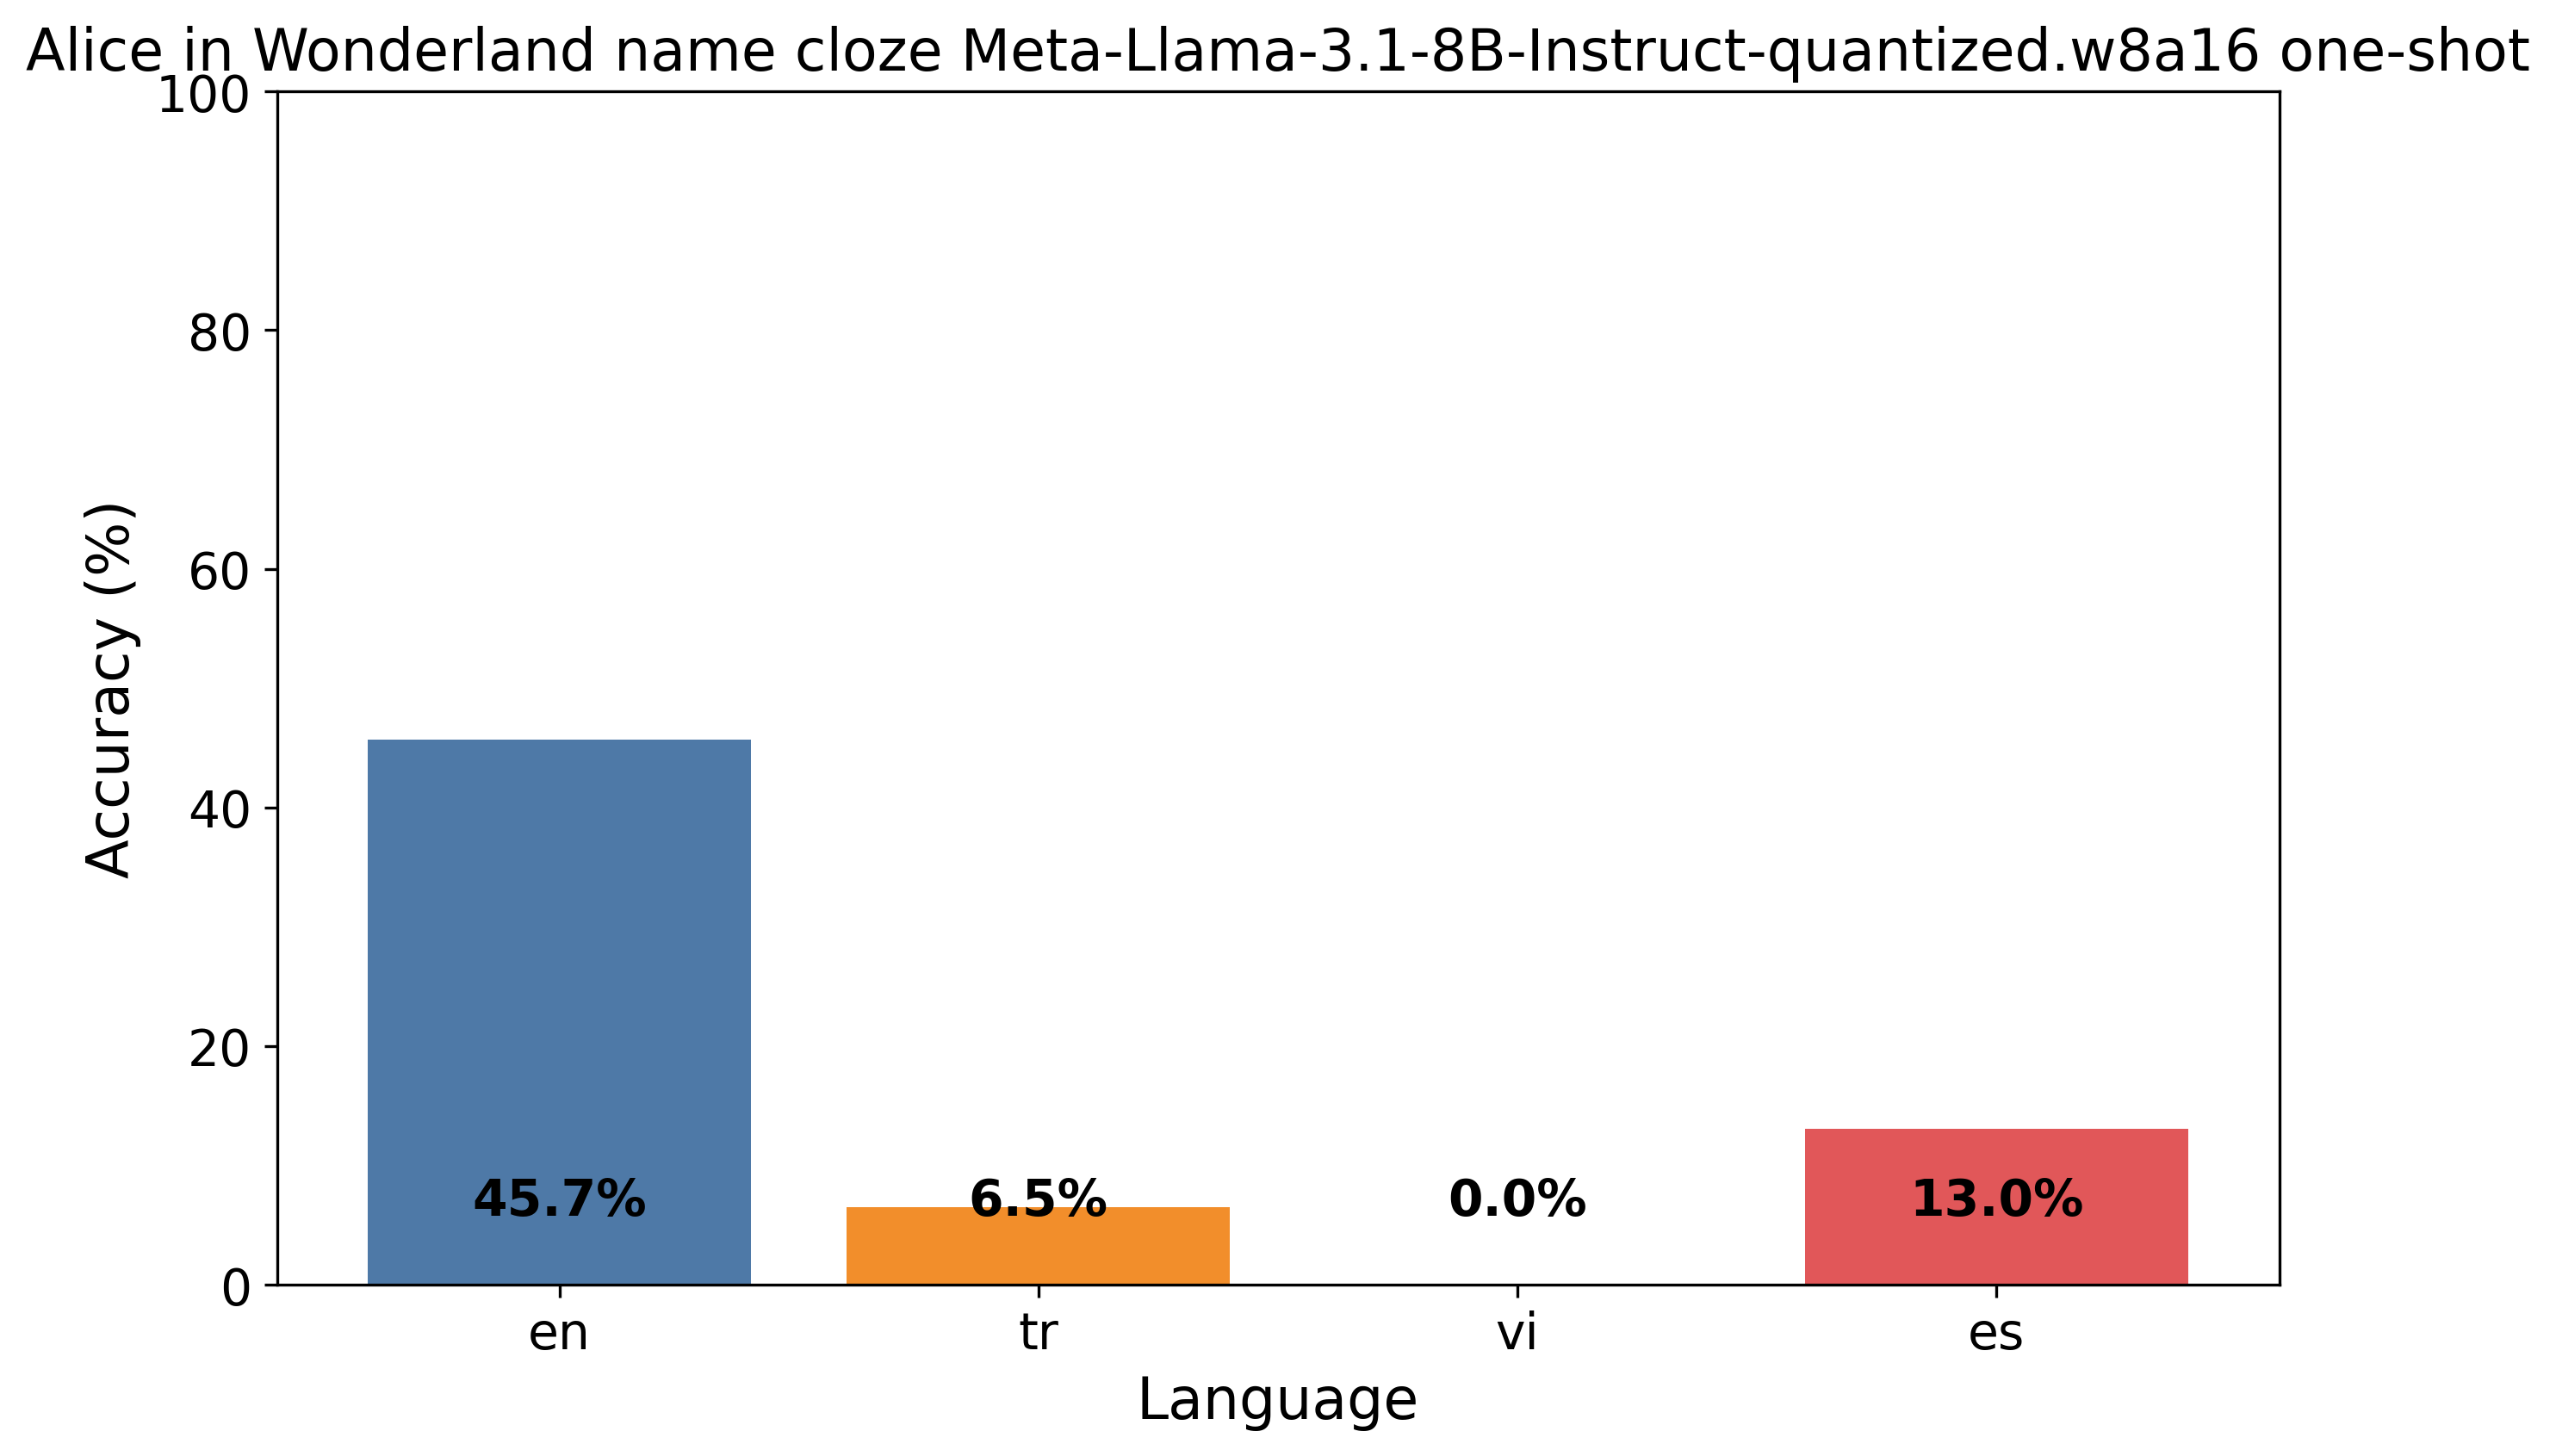 Alice in Wonderland name cloze Meta-Llama-3.1-8B-Instruct-quantized.w8a16 one-shot
100
80
60
40
20
0
Accuracy (%)
45.7%
6.5%
0.0%
13.0%
en
tr
vi
es
Language